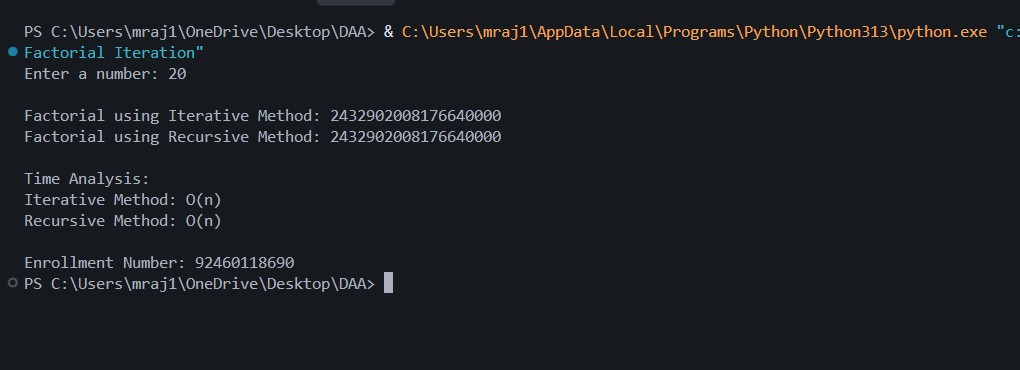 PS C:\Users\mraj1\OneDrive\Desktop\DAA> & C:\Users\mraj1\AppData\Local\Programs\Python\Python313\python.exe "c:
Factorial Iteration"
Enter a number: 20
Factorial using Iterative Method: 2432902008176640000
Factorial using Recursive Method: 2432902008176640000
Time Analysis:
Iterative Method: O(n)
Recursive Method: O(n)
Enrollment Number: 92460118690
PS C:\Users\mraj1\OneDrive\Desktop\DAA>